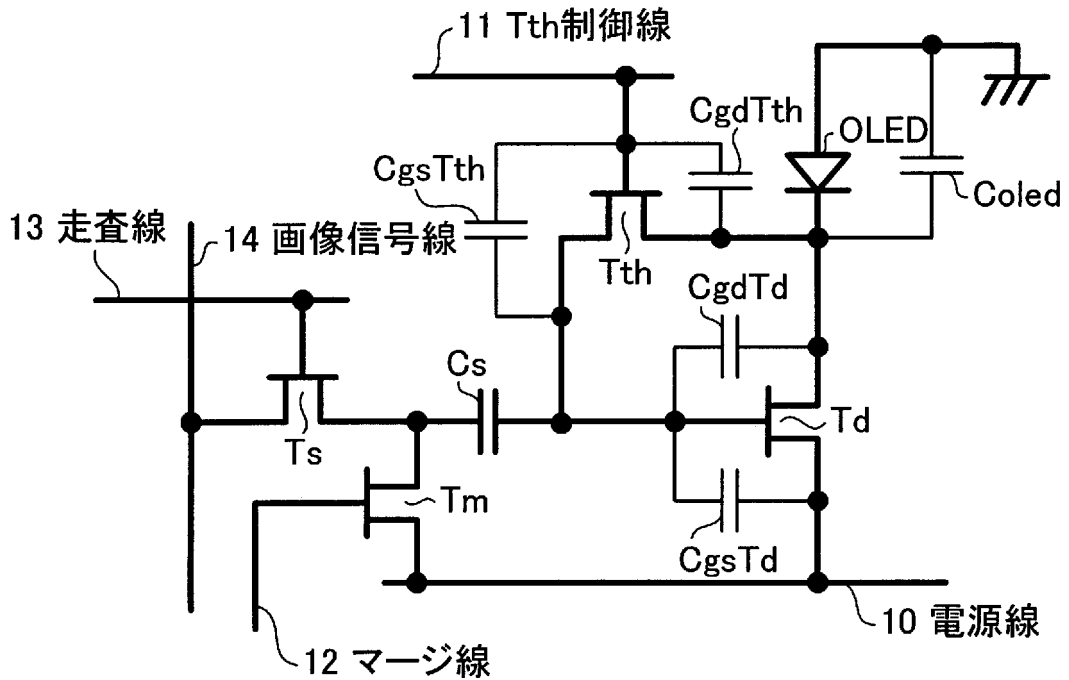 11 Tth制御線
CgdTth
OLED
CgsTth
Coled
13 走査線
14 画像信号線
Tth
CgdTd
Cs
Ts
Td
Tm
CgsTd
10 電源線
12 マージ線